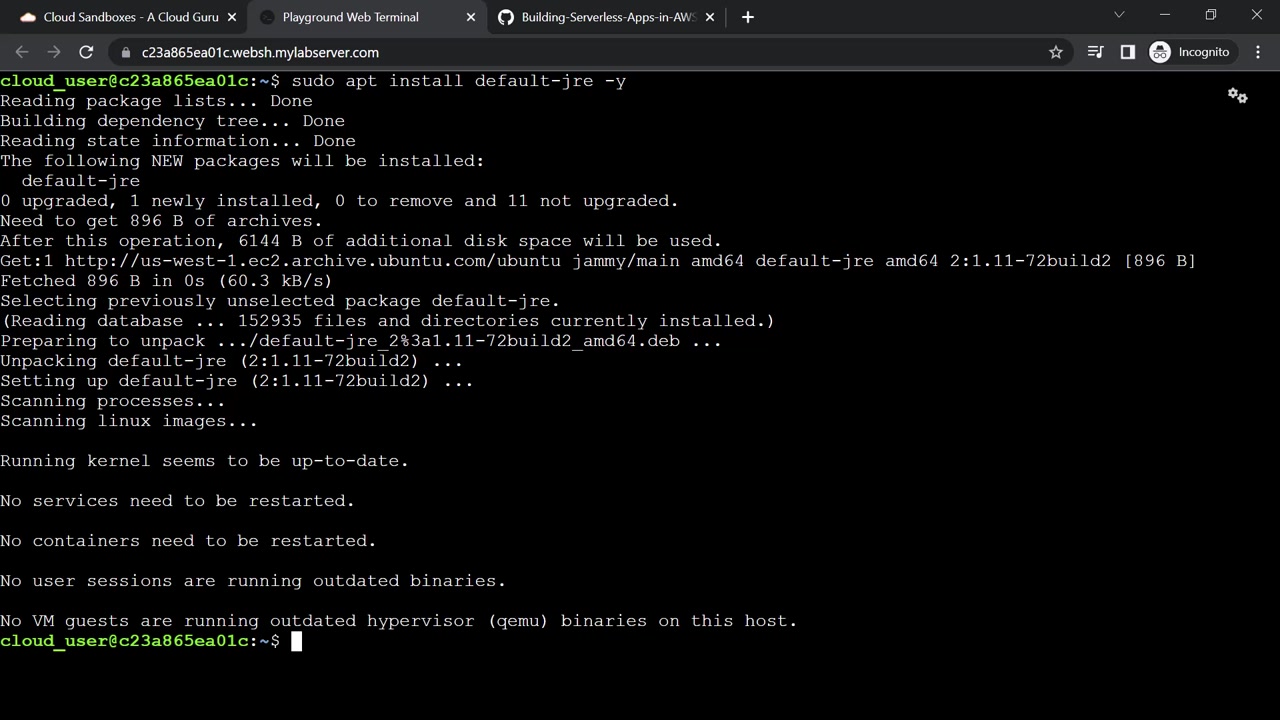 Cloud Sandboxes - A Cloud Guru
Playground Web Terminal
Building-Serverless-Apps-in-AWS
c23a865ea01c.websh.mylabserver.com
Incognito
cloud_user@c23a865ea01c:~$ sudo apt install default-jre -y
Reading package lists... Done
Building dependency tree... Done
Reading state information... Done
The following NEW packages will be installed:
  default-jre
0 upgraded, 1 newly installed, 0 to remove and 11 not upgraded.
Need to get 896 B of archives.
After this operation, 6144 B of additional disk space will be used.
Get:1 http://us-west-1.ec2.archive.ubuntu.com/ubuntu jammy/main amd64 default-jre amd64 2:1.11-72build2 [896 B]
Fetched 896 B in 0s (60.3 kB/s)
Selecting previously unselected package default-jre.
(Reading database ... 152935 files and directories currently installed.)
Preparing to unpack .../default-jre_2%3a1.11-72build2_amd64.deb ...
Unpacking default-jre (2:1.11-72build2) ...
Setting up default-jre (2:1.11-72build2) ...
Scanning processes...
Scanning linux images...
Running kernel seems to be up-to-date.
No services need to be restarted.
No containers need to be restarted.
No user sessions are running outdated binaries.
No VM guests are running outdated hypervisor (qemu) binaries on this host.
cloud_user@c23a865ea01c:~$